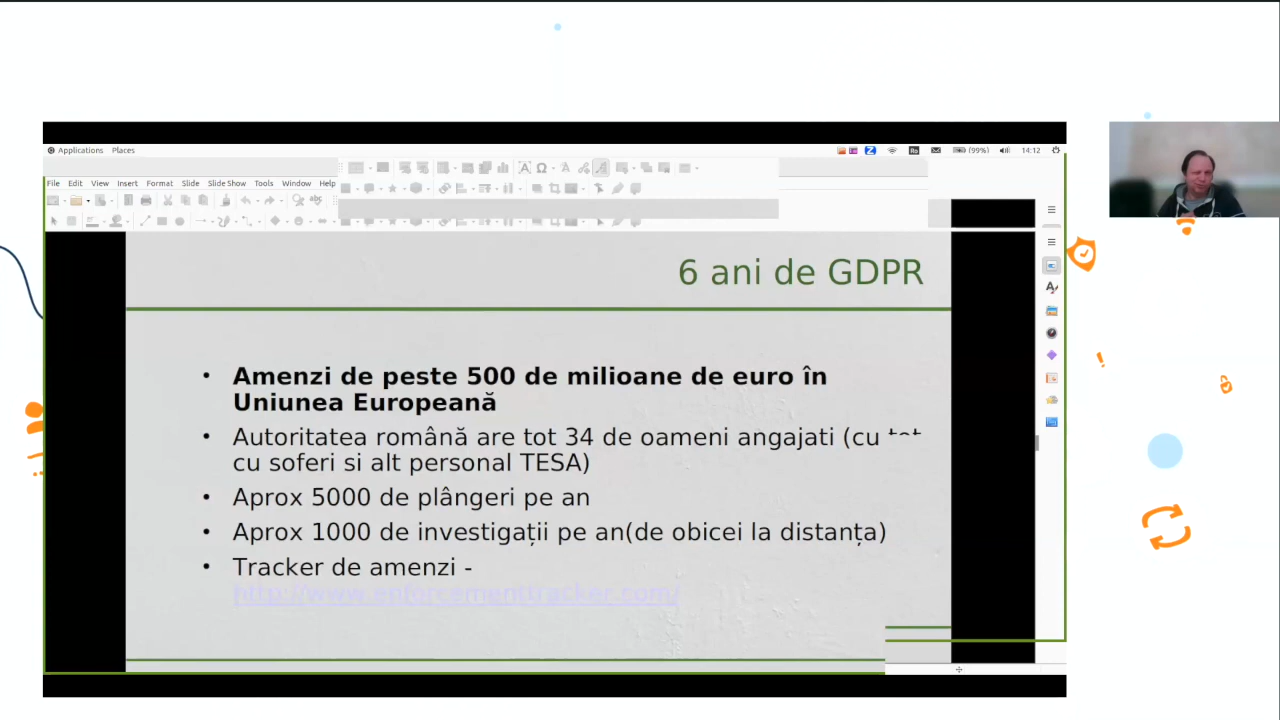 Applications Places
(99%) 14:12
File Edit View Insert Format Slide Slide Show Tools Window Help
6 ani de GDPR
• Amenzi de peste 500 de milioane de euro în
Uniunea Europeană
• Autoritatea română are tot 34 de oameni angajati (cu tot
cu soferi si alt personal TESA)
• Aprox 5000 de plângeri pe an
• Aprox 1000 de investigații pe an(de obicei la distanța)
• Tracker de amenzi -
http://www.enforcementtracker.com/